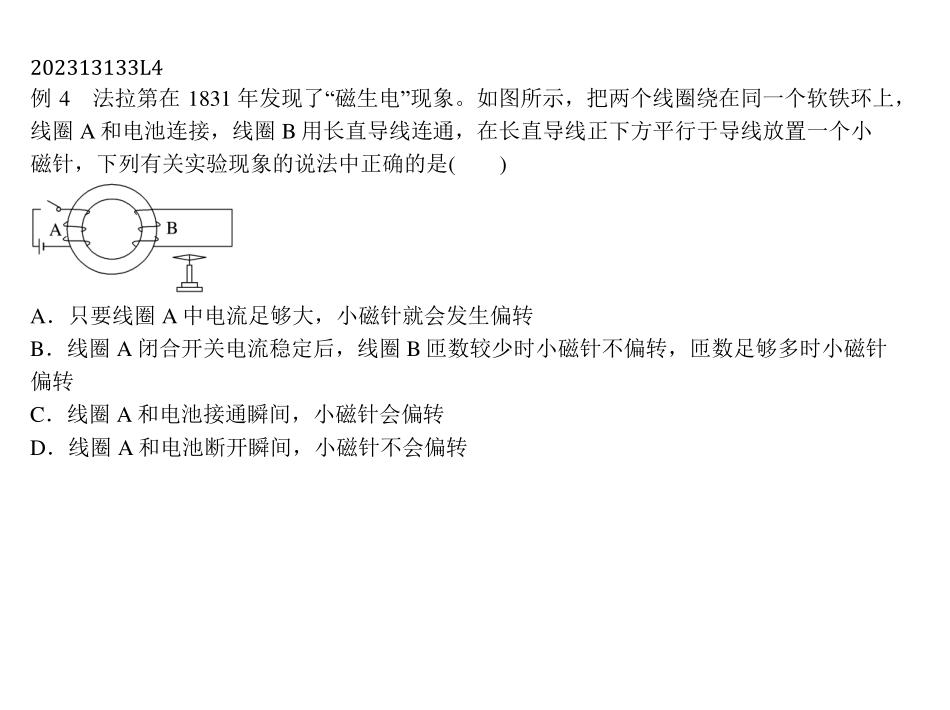 202313133L4
例 4 法拉第在 1831 年发现了“磁生电”现象。如图所示，把两个线圈绕在同一个软铁环上，
线圈 A 和电池连接，线圈 B 用长直导线连通，在长直导线正下方平行于导线放置一个小
磁针，下列有关实验现象的说法中正确的是(  )
A B
A．只要线圈 A 中电流足够大，小磁针就会发生偏转
B．线圈 A 闭合开关电流稳定后，线圈 B 匝数较少时小磁针不偏转，匝数足够多时小磁针
偏转
C．线圈 A 和电池接通瞬间，小磁针会偏转
D．线圈 A 和电池断开瞬间，小磁针不会偏转